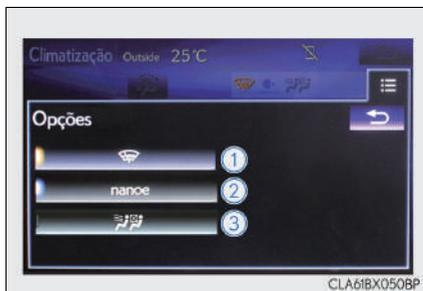 Climatização Outside 25℃
Opções
1
nanoe 2
3
CLA61BX050BP